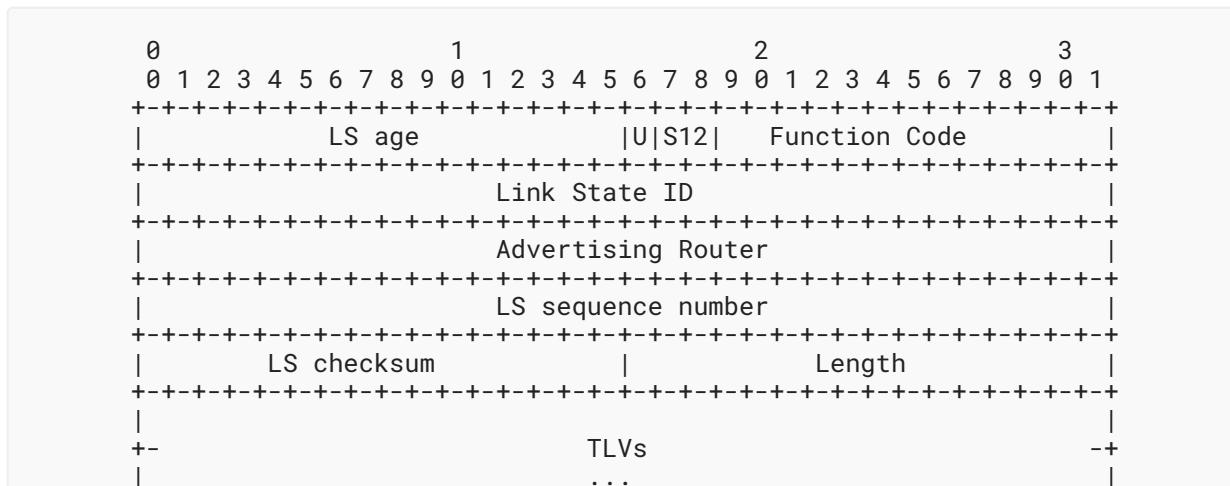 0                   1                   2                   3
0 1 2 3 4 5 6 7 8 9 0 1 2 3 4 5 6 7 8 9 0 1 2 3 4 5 6 7 8 9 0 1
+-+-+-+-+-+-+-+-+-+-+-+-+-+-+-+-+-+-+-+-+-+-+-+-+-+-+-+-+-+-+-+-+
|            LS age             |U|S12|   Function Code         |
+-+-+-+-+-+-+-+-+-+-+-+-+-+-+-+-+-+-+-+-+-+-+-+-+-+-+-+-+-+-+-+-+
|                       Link State ID                           |
+-+-+-+-+-+-+-+-+-+-+-+-+-+-+-+-+-+-+-+-+-+-+-+-+-+-+-+-+-+-+-+-+
|                       Advertising Router                      |
+-+-+-+-+-+-+-+-+-+-+-+-+-+-+-+-+-+-+-+-+-+-+-+-+-+-+-+-+-+-+-+-+
|                       LS sequence number                      |
+-+-+-+-+-+-+-+-+-+-+-+-+-+-+-+-+-+-+-+-+-+-+-+-+-+-+-+-+-+-+-+-+
|        LS checksum            |            Length             |
+-+-+-+-+-+-+-+-+-+-+-+-+-+-+-+-+-+-+-+-+-+-+-+-+-+-+-+-+-+-+-+-+
|                                                               |
+-                            TLVs                             -+
|                             ...                               |